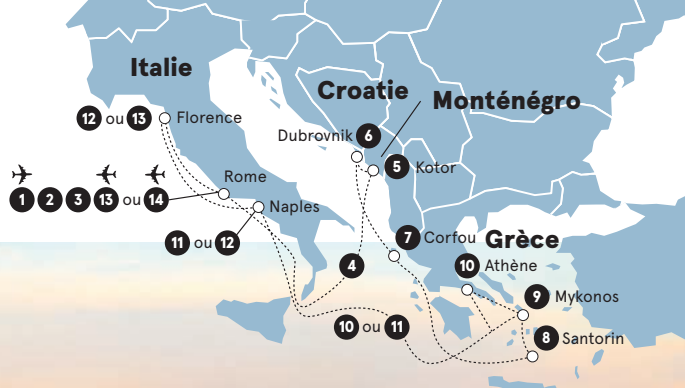 Italie
Croatie
Monténégro
12 ou 13 Florence
Dubrovnik 6
5 Kotor
Rome
1 2 3 13 ou 14
Naples
11 ou 12
7 Corfou
Grèce
4
10 Athène
9 Mykonos
10 ou 11
8 Santorin